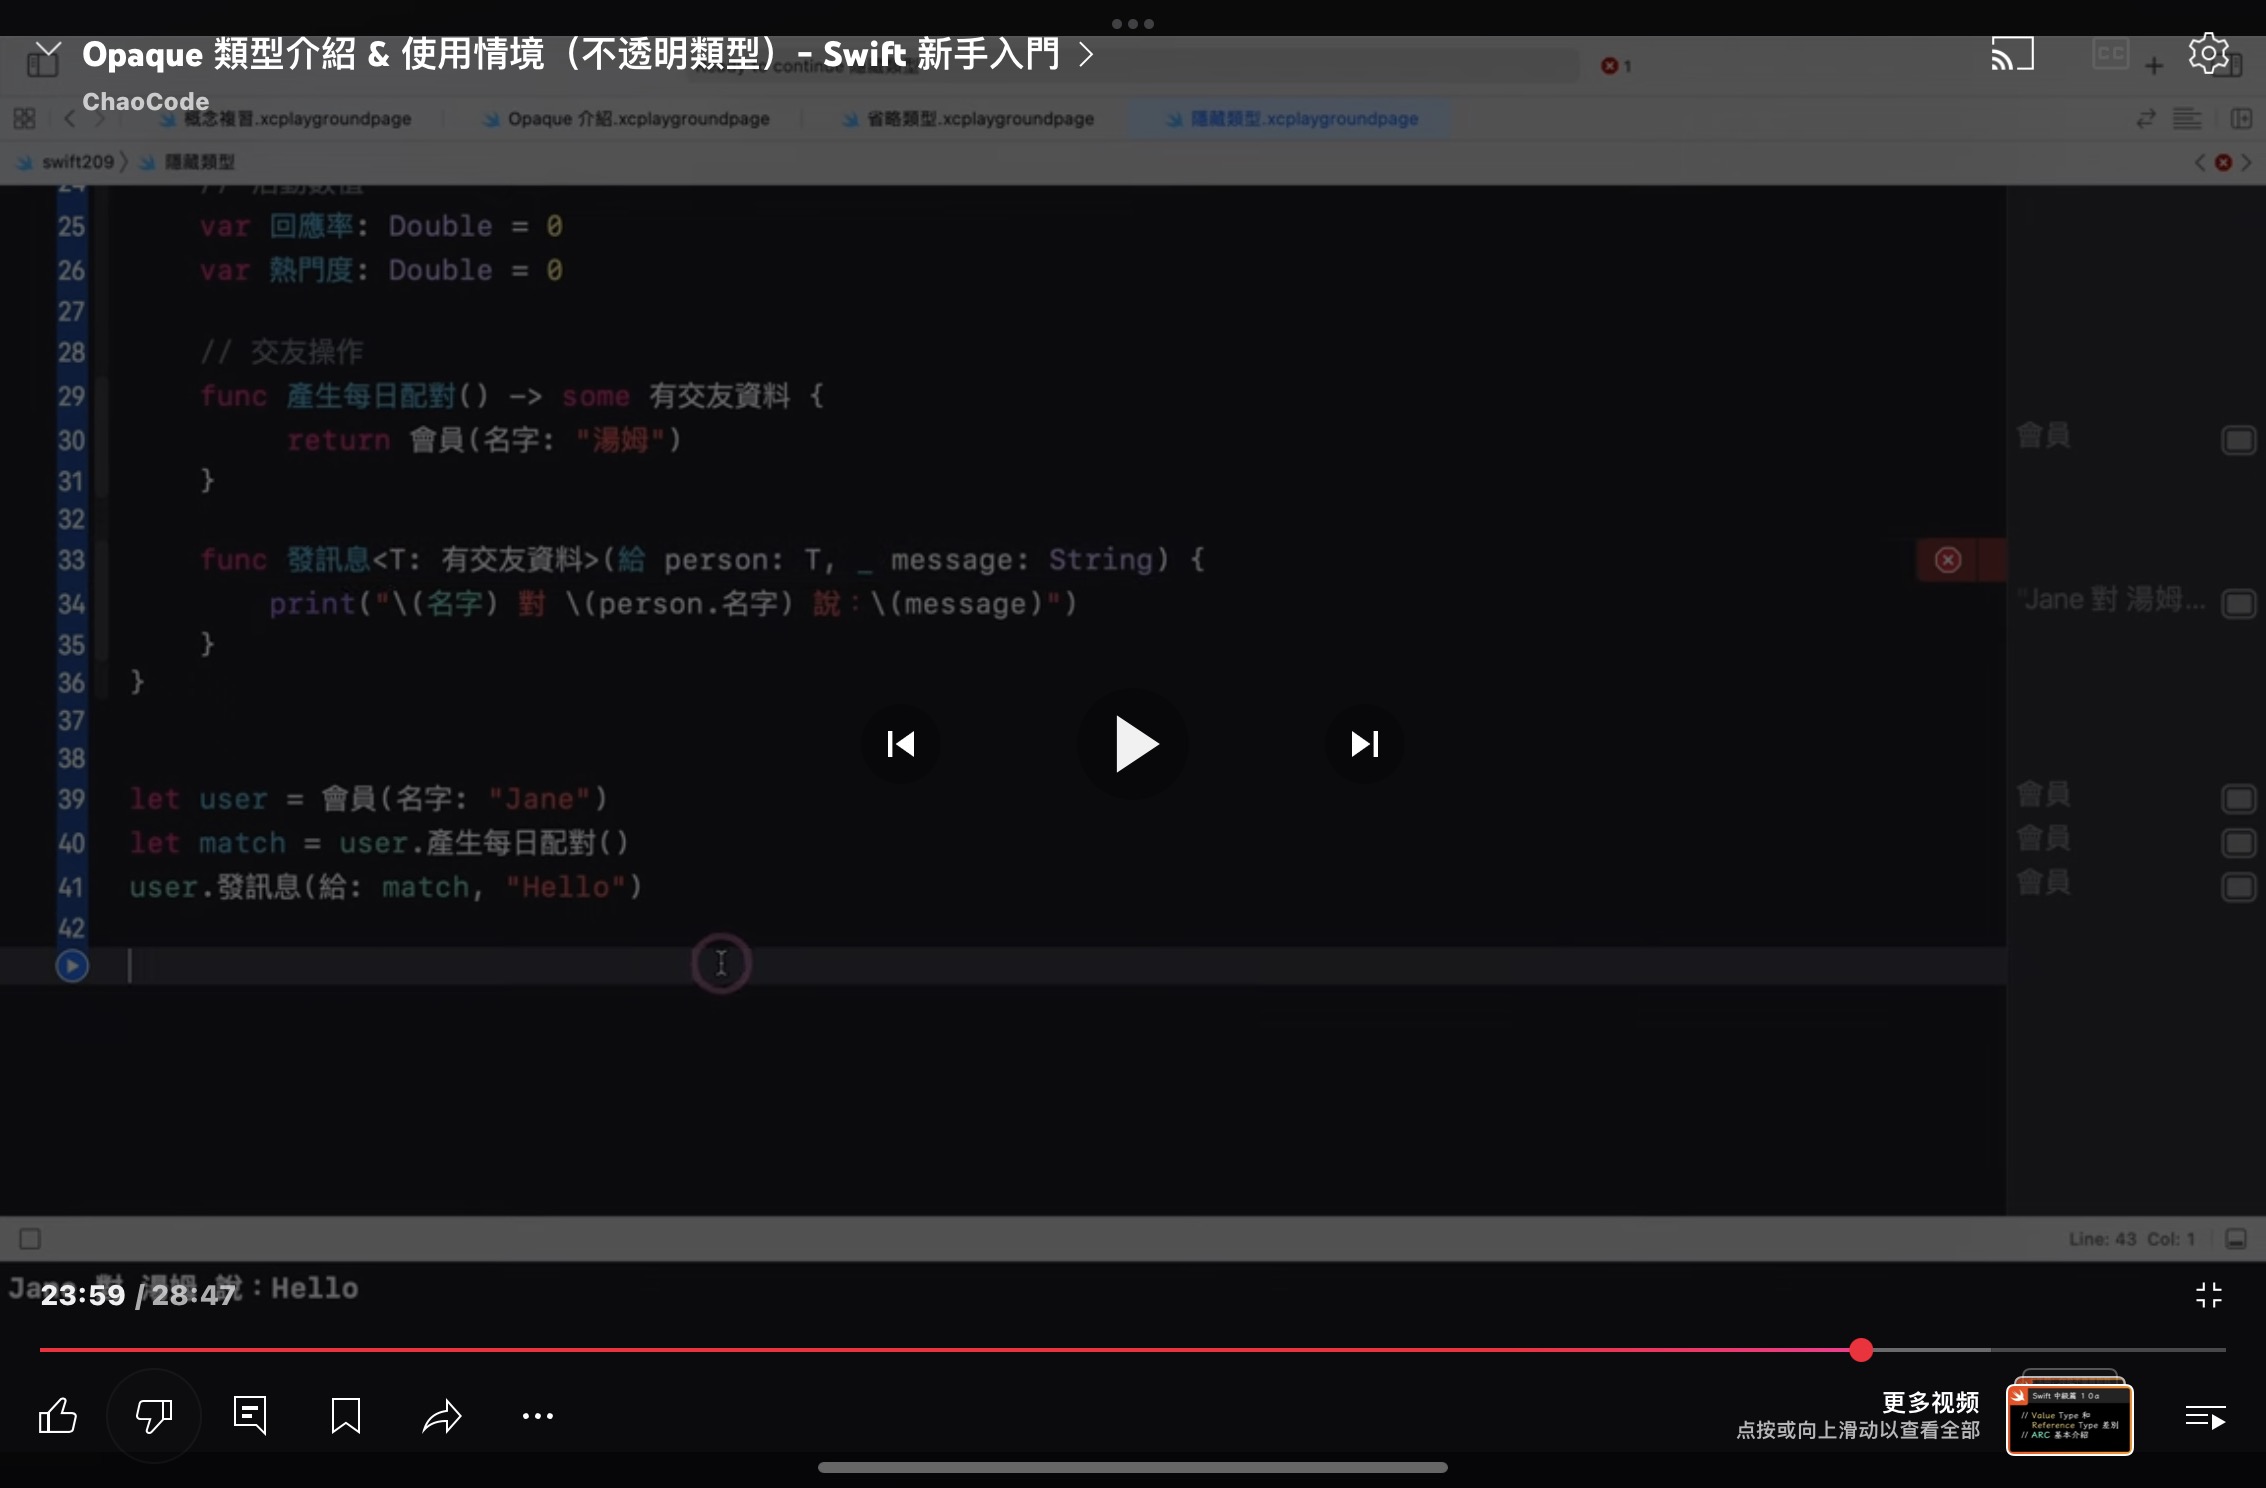 Opaque 類型介紹 & 使用情境（不透明類型）- Swift 新手入門
ChaoCode
CC
1
概念複習.xcplaygroundpage
Opaque 介紹.xcplaygroundpage
省略類型.xcplaygroundpage
隱藏類型.xcplaygroundpage
swift209 〉 隱藏類型
24 // 活動數值
25 var 回應率: Double = 0
26 var 熱門度: Double = 0
27
28 // 交友操作
29 func 產生每日配對() -> some 有交友資料 {
30 return 會員(名字: "湯姆")
會員
31 }
32
33 func 發訊息<T: 有交友資料>(給 person: T, _ message: String) {
34 print("\(名字) 對 \(person.名字) 說：\(message)")
"Jane 對 湯姆...
35 }
36 }
37
38
39 let user = 會員(名字: "Jane")
會員
40 let match = user.產生每日配對()
會員
41 user.發訊息(給: match, "Hello")
會員
42
Line: 43 Col: 1
Jane 對 湯姆 說：Hello
23:59 / 28:47
更多视频
点按或向上滑动以查看全部
Swift 中級篇 10a
// Value Type 和
Reference Type 差別
// ARC 基本介紹